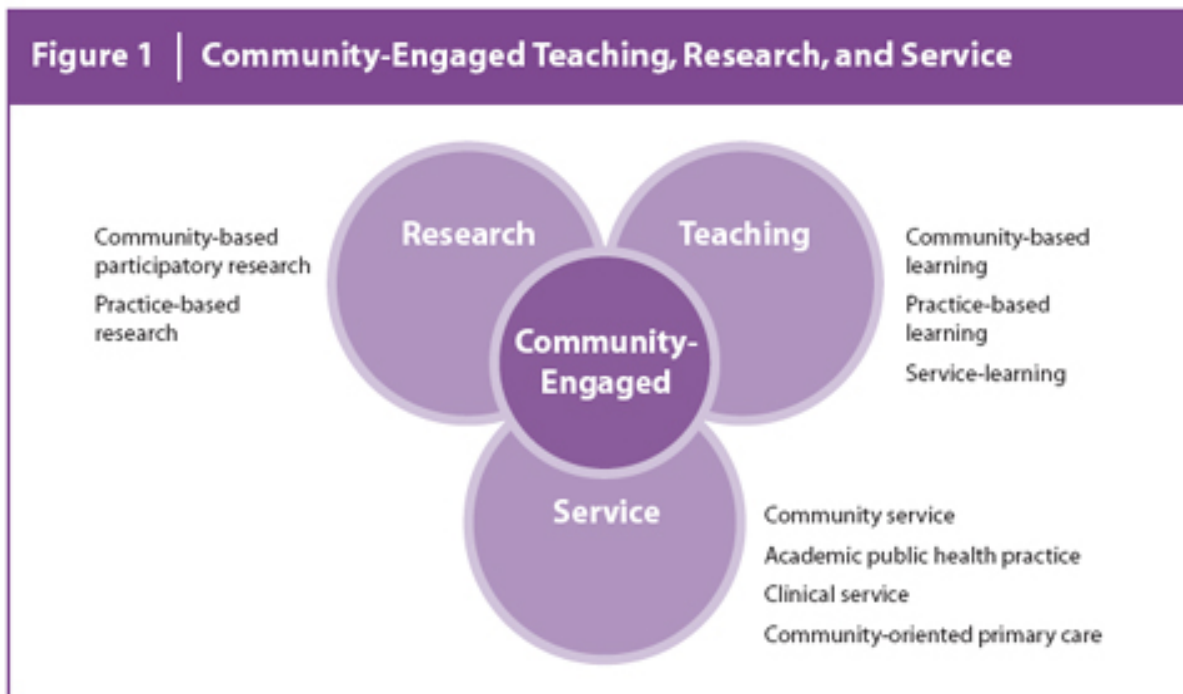 Figure 1 | Community-Engaged Teaching, Research, and Service
Research
Community-based
participatory research
Practice-based
research
Teaching
Community-based
learning
Practice-based
learning
Service-learning
Community-
Engaged
Service
Community service
Academic public health practice
Clinical service
Community-oriented primary care